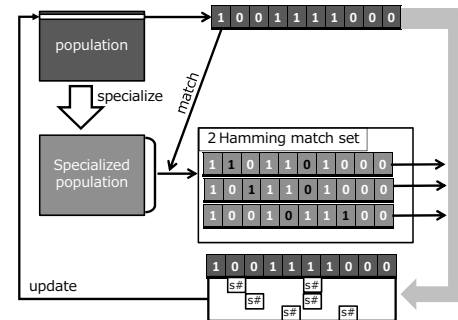 1 0 0 1 1 1 1 0 0 0
population
match
specialize
2 Hamming match set
Specialized
population
1 1 0 1 1 0 1 0 0 0
1 0 1 1 1 0 1 0 0 0
1 0 0 1 0 1 1 1 0 0
1 0 0 1 1 1 1 0 0 0
update
s# s#
s# s#
s# s#